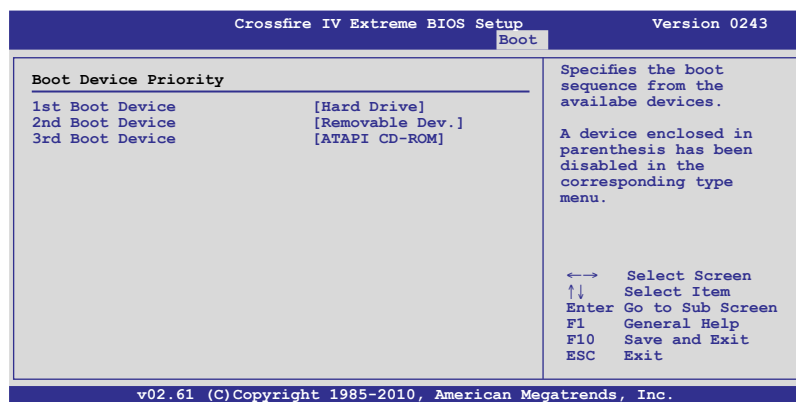 Crossfire IV Extreme BIOS Setup Version 0243
Boot
Boot Device Priority
1st Boot Device [Hard Drive]
2nd Boot Device [Removable Dev.]
3rd Boot Device [ATAPI CD-ROM]
Specifies the boot
sequence from the
availabe devices.
A device enclosed in
parenthesis has been
disabled in the
corresponding type
menu.
←→ Select Screen
↑↓ Select Item
Enter Go to Sub Screen
F1 General Help
F10 Save and Exit
ESC Exit
v02.61 (C)Copyright 1985-2010, American Megatrends, Inc.